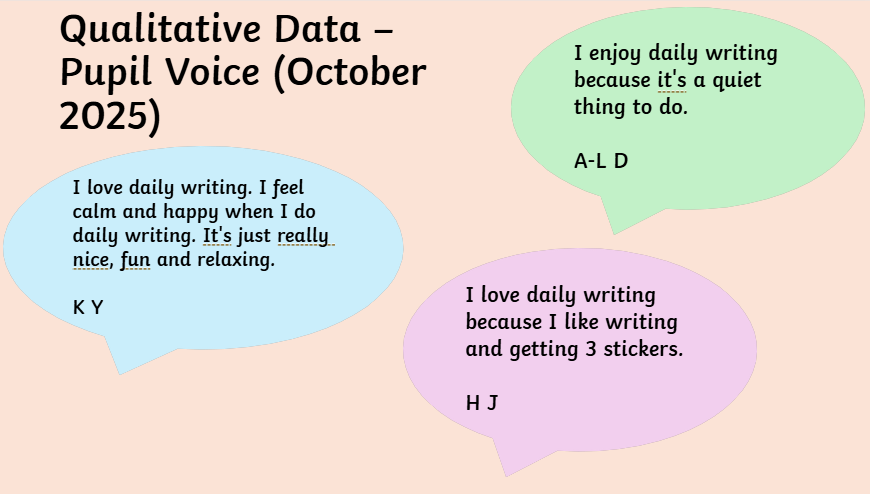 Qualitative Data –
Pupil Voice (October
2025)
I enjoy daily writing
because it's a quiet
thing to do.
A-L D
I love daily writing. I feel
calm and happy when I do
daily writing. It's just really
nice, fun and relaxing.
K Y
I love daily writing
because I like writing
and getting 3 stickers.
H J